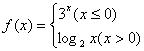 f(x) = { 3^x (x ≤ 0)
log_2 x (x > 0)